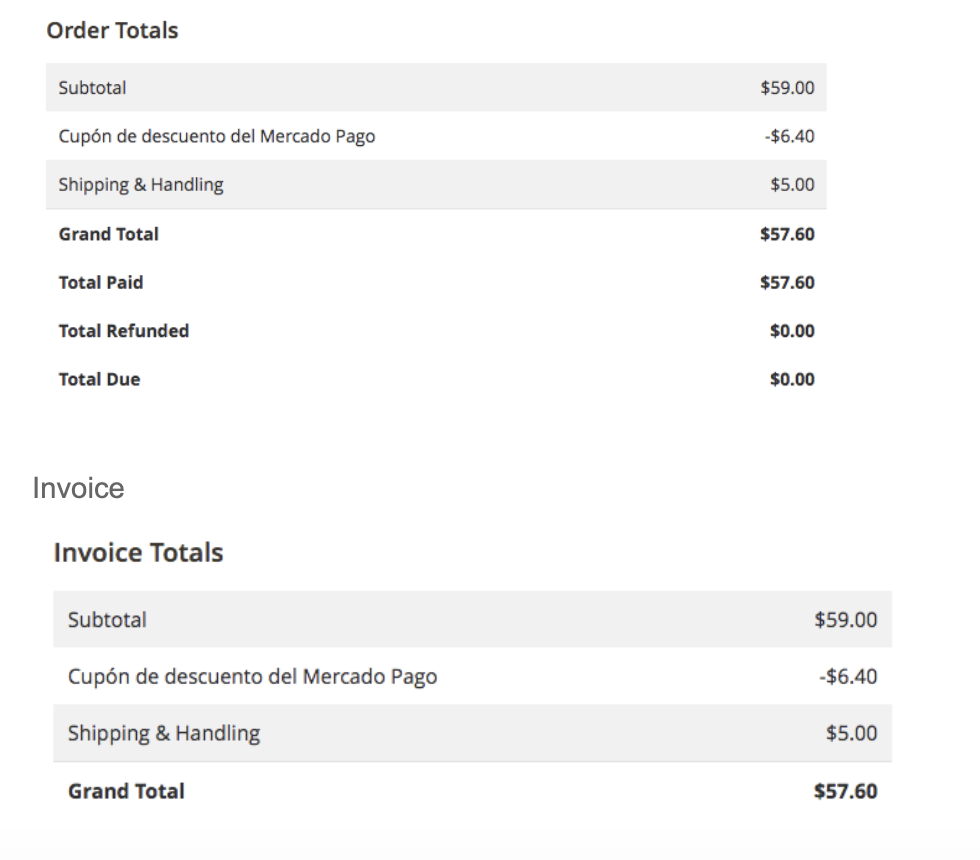 Order Totals
Subtotal $59.00
Cupón de descuento del Mercado Pago -$6.40
Shipping & Handling $5.00
Grand Total $57.60
Total Paid $57.60
Total Refunded $0.00
Total Due $0.00
Invoice
Invoice Totals
Subtotal $59.00
Cupón de descuento del Mercado Pago -$6.40
Shipping & Handling $5.00
Grand Total $57.60